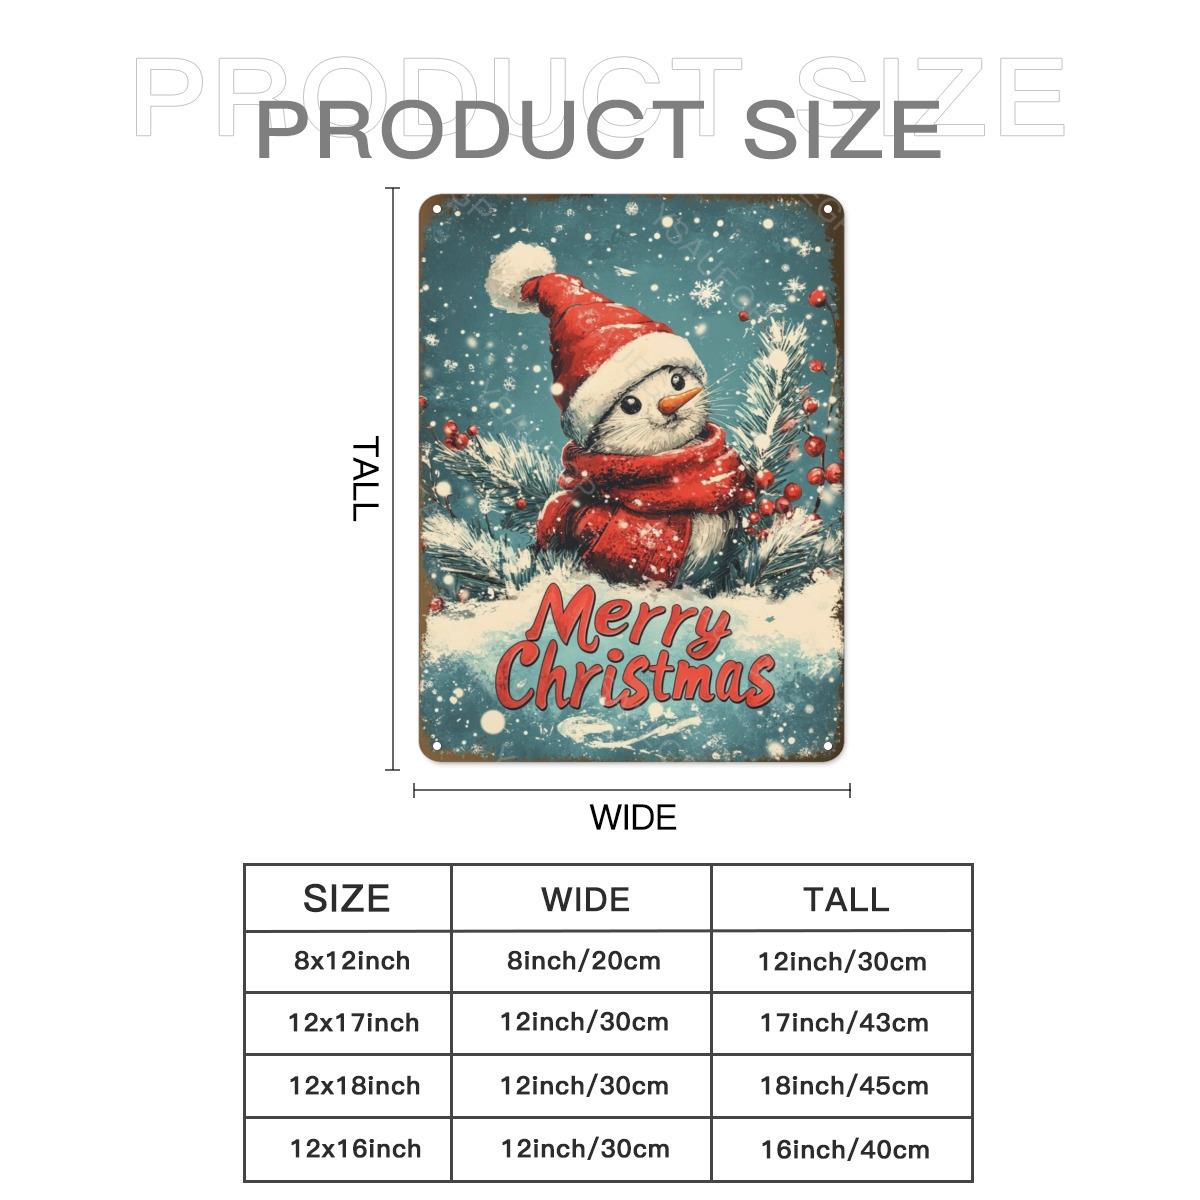 PRODUCT SIZE
PRODUCT SIZE
TALL
Merry
Christmas
WIDE
SIZE WIDE TALL
8x12inch 8inch/20cm 12inch/30cm
12x17inch 12inch/30cm 17inch/43cm
12x18inch 12inch/30cm 18inch/45cm
12x16inch 12inch/30cm 16inch/40cm